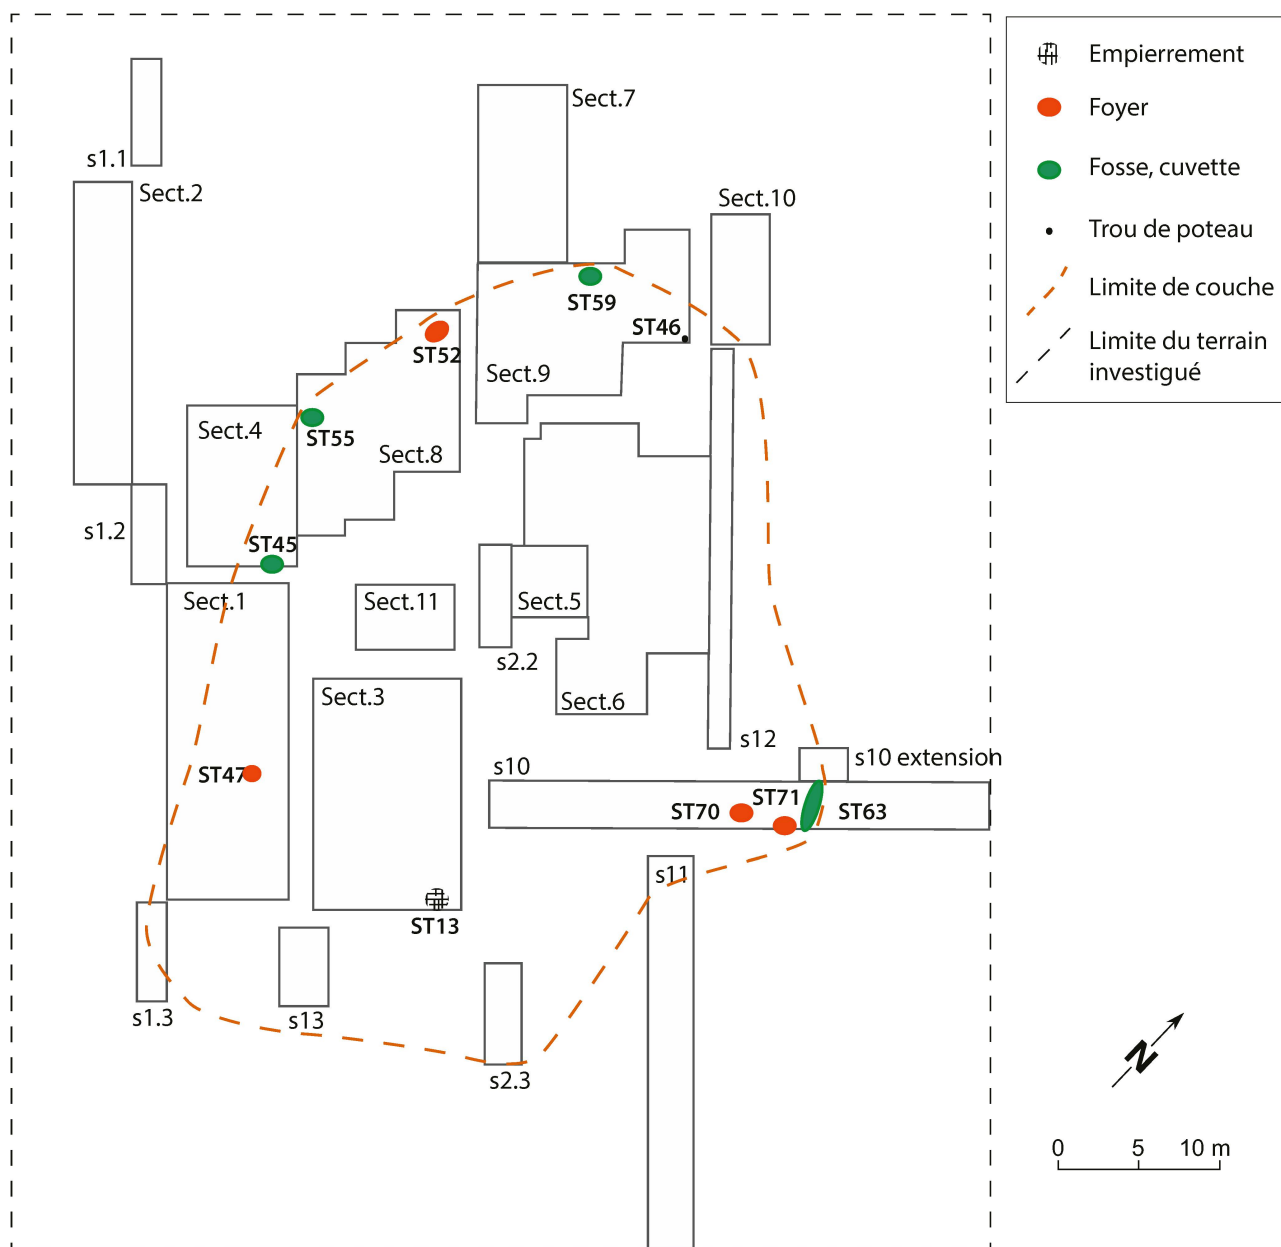 Empierrement
Foyer
Fosse, cuvette
Trou de poteau
Limite de couche
Limite du terrain
investigué
Sect.7
s1.1
Sect.2
Sect.10
ST59
ST46
ST52
Sect.9
Sect.4
ST55
Sect.8
s1.2
ST45
Sect.1
Sect.11
Sect.5
s2.2
Sect.3
Sect.6
s12
s10 extension
s10
ST47
ST71
ST70
ST63
s11
ST13
s1.3
s13
s2.3
N
0 5 10 m